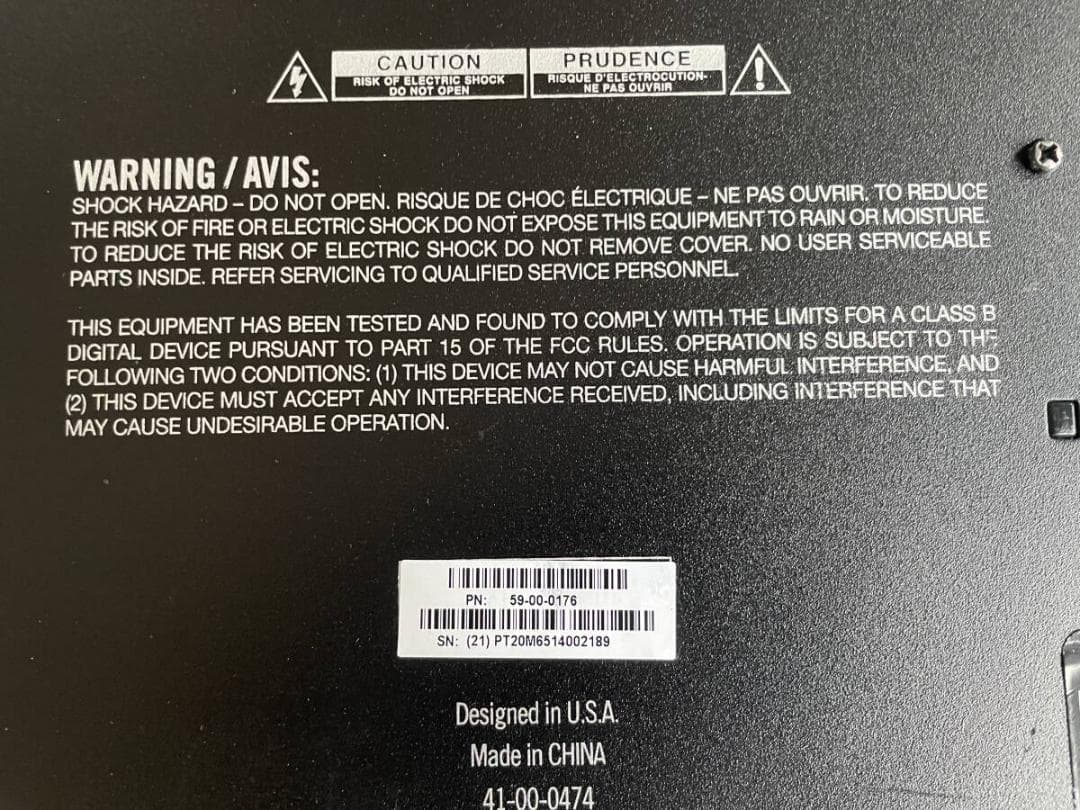 CAUTION
RISK OF ELECTRIC SHOCK
DO NOT OPEN
PRUDENCE
RISQUE D'ELECTROCUTION-
NE PAS OUVRIR
WARNING / AVIS:
SHOCK HAZARD – DO NOT OPEN. RISQUE DE CHOC ÉLECTRIQUE – NE PAS OUVRIR. TO REDUCE
THE RISK OF FIRE OR ELECTRIC SHOCK DO NOT EXPOSE THIS EQUIPMENT TO RAIN OR MOISTURE.
TO REDUCE THE RISK OF ELECTRIC SHOCK DO NOT REMOVE COVER. NO USER SERVICEABLE
PARTS INSIDE. REFER SERVICING TO QUALIFIED SERVICE PERSONNEL.
THIS EQUIPMENT HAS BEEN TESTED AND FOUND TO COMPLY WITH THE LIMITS FOR A CLASS B
DIGITAL DEVICE PURSUANT TO PART 15 OF THE FCC RULES. OPERATION IS SUBJECT TO THE
FOLLOWING TWO CONDITIONS: (1) THIS DEVICE MAY NOT CAUSE HARMFUL INTERFERENCE, AND
(2) THIS DEVICE MUST ACCEPT ANY INTERFERENCE RECEIVED, INCLUDING INTERFERENCE THAT
MAY CAUSE UNDESIRABLE OPERATION.
PN: 59-00-0176
SN: (21) PT20M6514002189
Designed in U.S.A.
Made in CHINA
41-00-0474